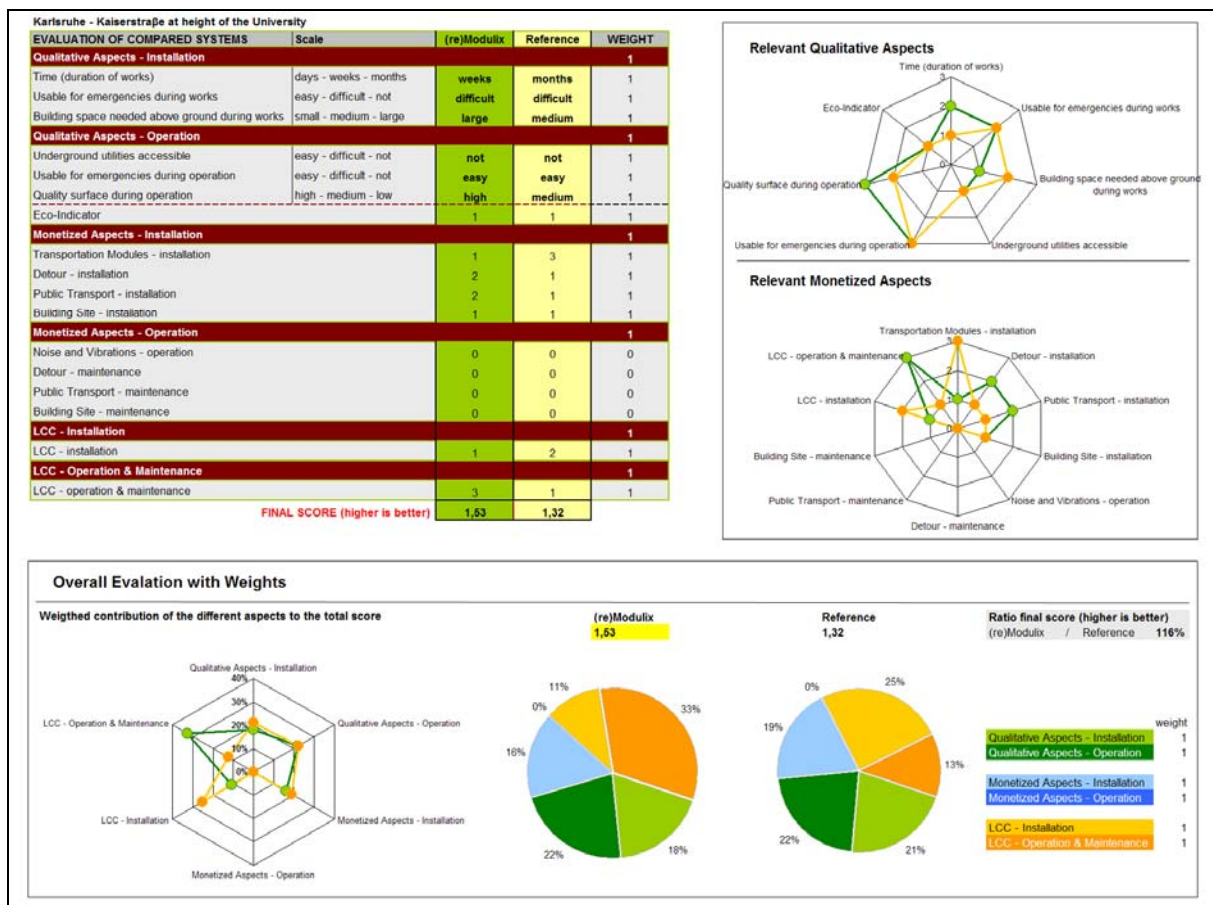 Karlsruhe - Kaiserstraβe at height of the University
EVALUATION OF COMPARED SYSTEMS Scale (re)Modulix Reference WEIGHT
Qualitative Aspects - Installation 1
Time (duration of works) days - weeks - months weeks months 1
Usable for emergencies during works easy - difficult - not difficult difficult 1
Building space needed above ground during works small - medium - large large medium 1
Qualitative Aspects - Operation 1
Underground utilities accessible easy - difficult - not not not 1
Usable for emergencies during operation easy - difficult - not easy easy 1
Quality surface during operation high - medium - low high medium 1
Eco-Indicator 1 1 1
Monetized Aspects - Installation 1
Transportation Modules - installation 1 3 1
Detour - installation 2 1 1
Public Transport - installation 2 1 1
Building Site - installation 1 1 1
Monetized Aspects - Operation 1
Noise and Vibrations - operation 0 0 0
Detour - maintenance 0 0 0
Public Transport - maintenance 0 0 0
Building Site - maintenance 0 0 0
LCC - Installation 1
LCC - installation 1 2 1
LCC - Operation & Maintenance 1
LCC - operation & maintenance 3 1 1
FINAL SCORE (higher is better) 1,53 1,32
Relevant Qualitative Aspects
Time (duration of works)
3
Eco-Indicator 2 Usable for emergencies during works
1
0
Quality surface during operation Building space needed above ground
during works
Usable for emergencies during operation Underground utilities accessible
Relevant Monetized Aspects
Transportation Modules - installation
3
LCC - operation & maintenance Detour - installation
2
LCC - installation 1 Public Transport - installation
0
Building Site - maintenance Building Site - installation
Public Transport - maintenance Noise and Vibrations - operation
Detour - maintenance
Overall Evalation with Weights
Weigthed contribution of the different aspects to the total score
Qualitative Aspects - Installation
40%
30%
LCC - Operation & Maintenance 20% Qualitative Aspects - Operation
10%
0%
LCC - Installation Monetized Aspects - Installation
Monetized Aspects - Operation
(re)Modulix
1,53
11%
33%
0%
16%
22%
18%
Reference
1,32
0%
25%
19%
13%
22%
21%
Ratio final score (higher is better)
(re)Modulix / Reference 116%
weight
Qualitative Aspects - Installation 1
Qualitative Aspects - Operation 1
Monetized Aspects - Installation 1
Monetized Aspects - Operation 1
LCC - Installation 1
LCC - Operation & Maintenance 1